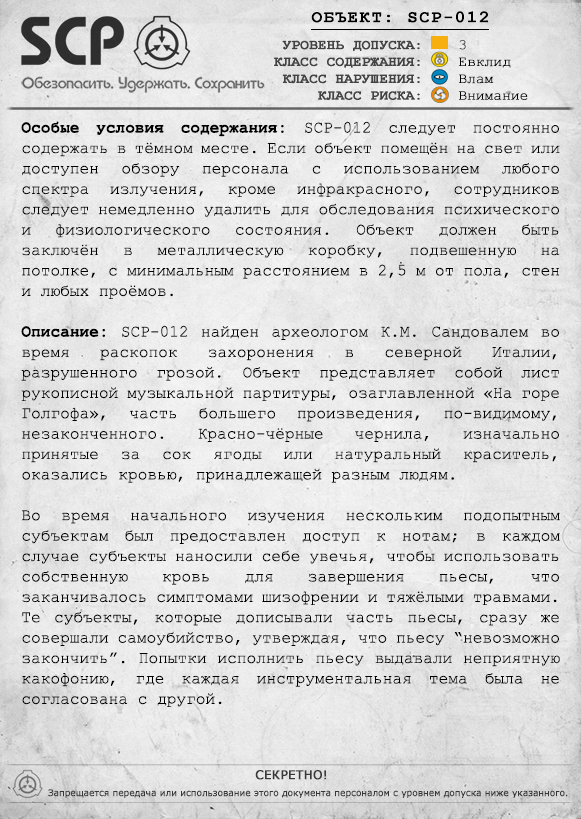 SCP
Обезопасить. Удержать. Сохранить
ОБЪЕКТ: SCP-012
УРОВЕНЬ ДОПУСКА: 3
КЛАСС СОДЕРЖАНИЯ: Евклид
КЛАСС НАРУШЕНИЯ: Влам
КЛАСС РИСКА: Внимание
Особые условия содержания: SCP-012 следует постоянно
содержать в тёмном месте. Если объект помещён на свет или
доступен обзору персонала с использованием любого
спектра излучения, кроме инфракрасного, сотрудников
следует немедленно удалить для обследования психического
и физиологического состояния. Объект должен быть
заключён в металлическую коробку, подвешенную на
потолке, с минимальным расстоянием в 2,5 м от пола, стен
и любых проёмов.
Описание: SCP-012 найден археологом К.М. Сандовалем во
время раскопок захоронения в северной Италии,
разрушенного грозой. Объект представляет собой лист
рукописной музыкальной партитуры, озаглавленной «На горе
Голгофа», часть большего произведения, по-видимому,
незаконченного. Красно-чёрные чернила, изначально
принятые за сок ягоды или натуральный краситель,
оказались кровью, принадлежащей разным людям.
Во время начального изучения нескольким подопытным
субъектам был предоставлен доступ к нотам; в каждом
случае субъекты наносили себе увечья, чтобы использовать
собственную кровь для завершения пьесы, что
заканчивалось симптомами шизофрении и тяжёлыми травмами.
Те субъекты, которые дописывали часть пьесы, сразу же
совершали самоубийство, утверждая, что пьесу “невозможно
закончить”. Попытки исполнить пьесу выдавали неприятную
какофонию, где каждая инструментальная тема была не
согласована с другой.
СЕКРЕТНО!
Запрещается передача или использование этого документа персоналом с уровнем допуска ниже указанного.